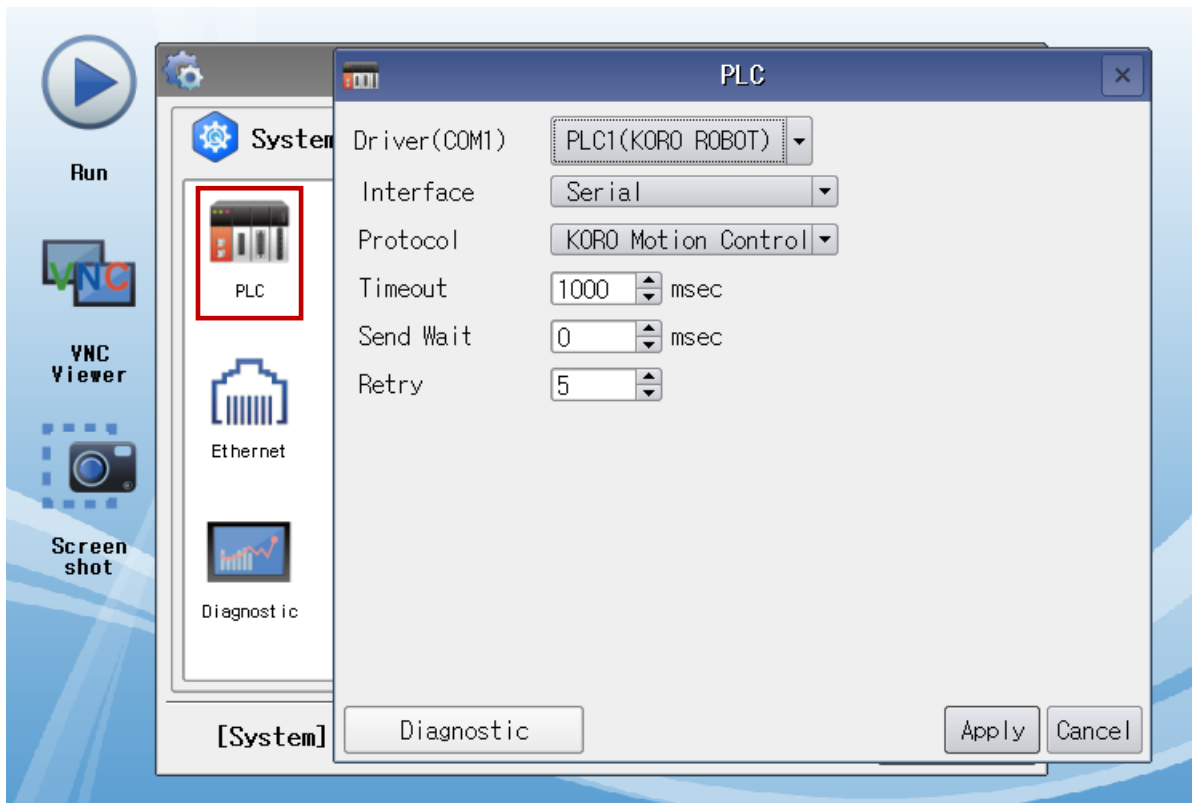 Run
VNC
VNC
Viewer
Screen
shot
System
PLC
Ethernet
Diagnostic
[System]
PLC
Driver(COM1) PLC1(KORO ROBOT)
Interface Serial
Protocol KORO Motion Control
Timeout 1000 msec
Send Wait 0 msec
Retry 5
Diagnostic Apply Cancel